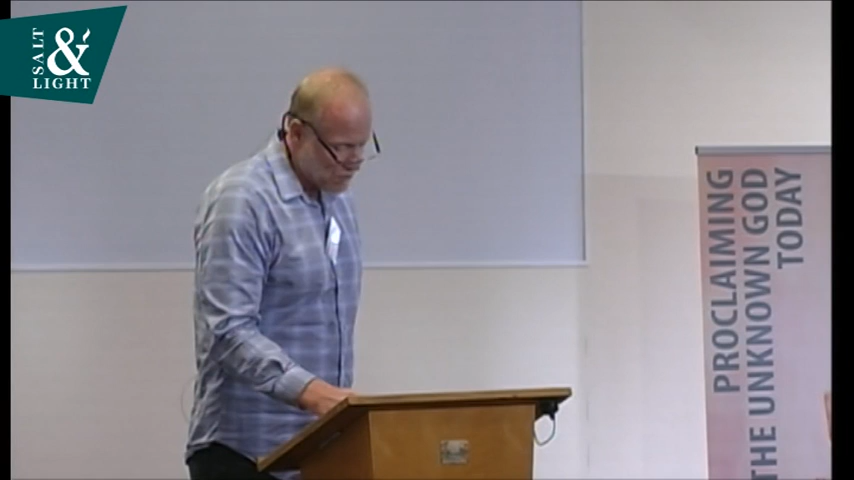 SALT
&
LIGHT
PROCLAIMING
THE UNKNOWN GOD
TODAY